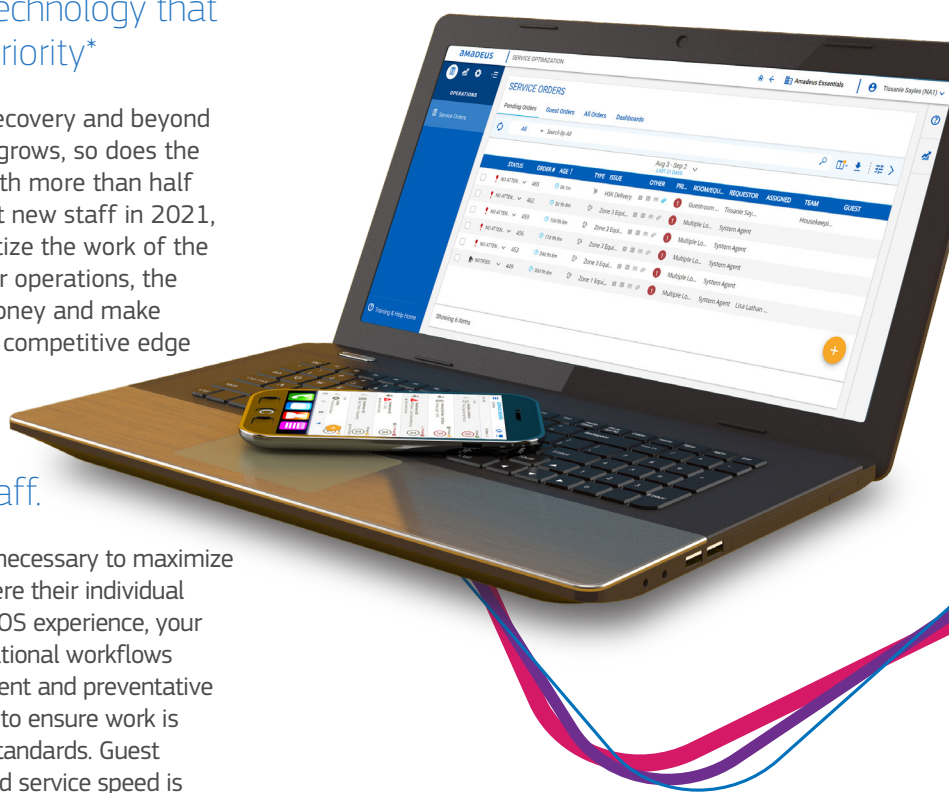 echnology that
riority*
ecovery and beyond
grows, so does the
th more than half
t new staff in 2021,
tize the work of the
r operations, the
oney and make
competitive edge
aff.
necessary to maximize
ere their individual
OS experience, your
ational workflows
ent and preventative
to ensure work is
tandards. Guest
d service speed is
amadeus SERVICE OPTIMIZATION
Amadeus Essentials Tissanie Sayles (NA1)
OPERATIONS
Service Orders
SERVICE ORDERS
Pending Orders Guest Orders All Orders Dashboards
All Search By All
Aug 3 - Sep 2
LAST 31 DAYS
STATUS ORDER # AGE TYPE ISSUE OTHER PRI... ROOM/EQU... REQUESTOR ASSIGNED TEAM GUEST
NO ATTEN... 465 HSK Delivery Guestroom ... Tissanie Say... Housekeepi...
NO ATTEN... 462 Zone 3 Equi... Multiple Lo... System Agent
NO ATTEN... 459 Zone 3 Equi... Multiple Lo... System Agent
NO ATTEN... 456 Zone 3 Equi... Multiple Lo... System Agent
NO ATTEN... 453 Zone 3 Equi... Multiple Lo... System Agent
NOTIFIED 449 Zone 1 Equi... Multiple Lo... System Agent Lisa Lathan ...
Showing 6 items
Training & Help Home